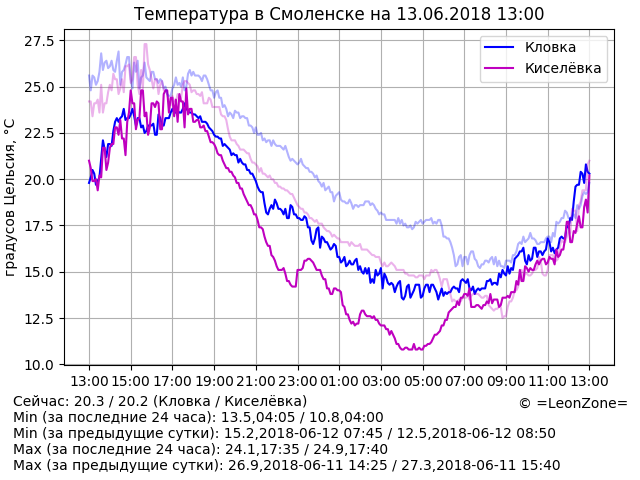 Температура в Смоленске на 13.06.2018 13:00
27.5
25.0
22.5
20.0
17.5
15.0
12.5
10.0
градусов Цельсия, °C
Кловка
Киселёвка
13:00 15:00 17:00 19:00 21:00 23:00 01:00 03:00 05:00 07:00 09:00 11:00 13:00
Сейчас: 20.3 / 20.2 (Кловка / Киселёвка)
© =LeonZone=
Min (за последние 24 часа): 13.5,04:05 / 10.8,04:00
Min (за предыдущие сутки): 15.2,2018-06-12 07:45 / 12.5,2018-06-12 08:50
Max (за последние 24 часа): 24.1,17:35 / 24.9,17:40
Max (за предыдущие сутки): 26.9,2018-06-11 14:25 / 27.3,2018-06-11 15:40